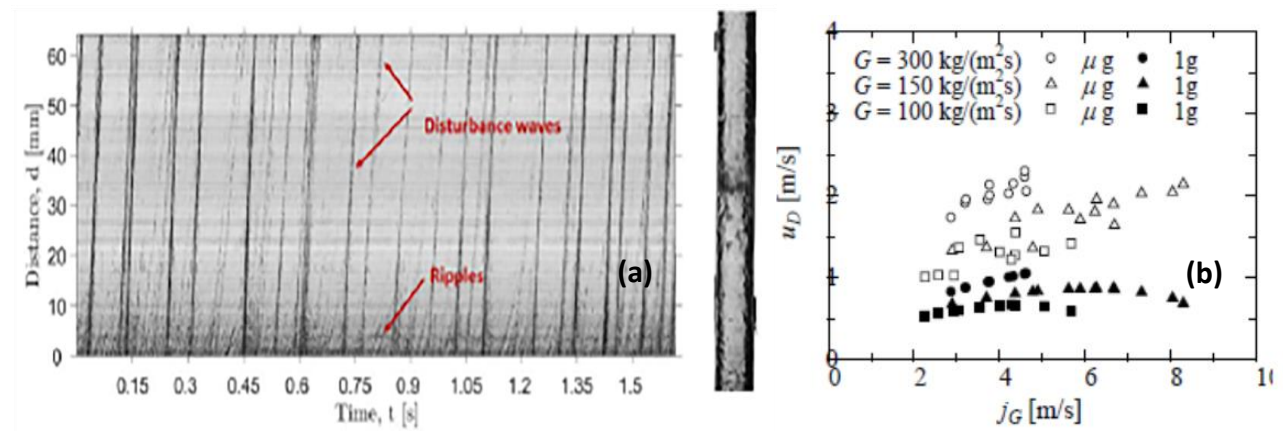 60
50
40
30
20
10
0
Distance, d [mm]
Disturbance waves
Ripples
(a)
0.15 0.3 0.45 0.6 0.75 0.9 1.05 1.2 1.35 1.5
Time, t [s]
4
3
2
1
0
u_D [m/s]
G = 300 kg/(m²s) ○ μ g ● 1g
G = 150 kg/(m²s) △ μ g ▲ 1g
G = 100 kg/(m²s) □ μ g ■ 1g
(b)
0 2 4 6 8
j_G [m/s]